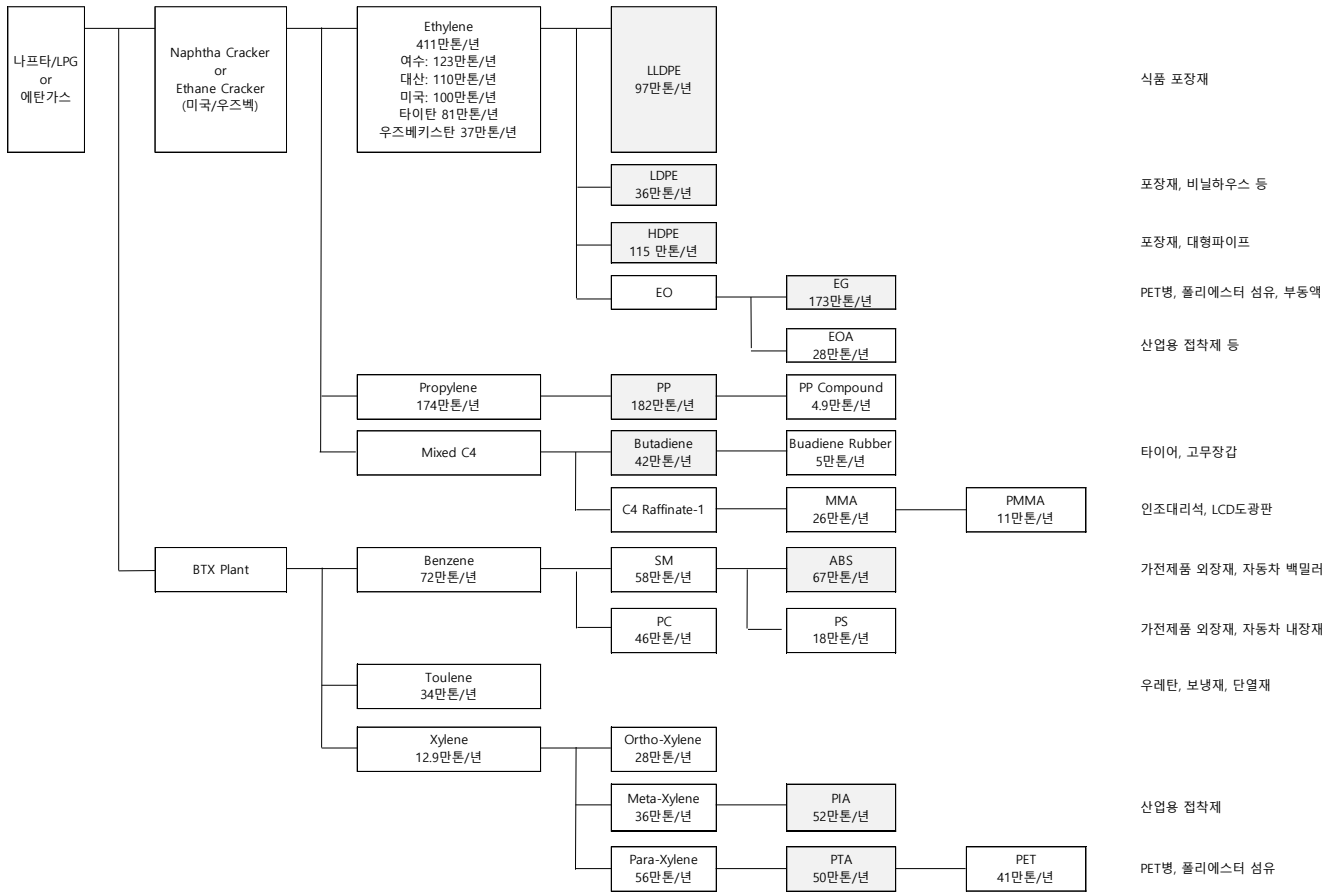 나프타/LPG
or
에탄가스
Naphtha Cracker
or
Ethane Cracker
(미국/우즈벡)
Ethylene
411만톤/년
여수: 123만톤/년
대산: 110만톤/년
미국: 100만톤/년
타이탄 81만톤/년
우즈베키스탄 37만톤/년
LLDPE
97만톤/년
식품 포장재
LDPE
36만톤/년
포장재, 비닐하우스 등
HDPE
115 만톤/년
포장재, 대형파이프
EO
EG
173만톤/년
PET병, 폴리에스터 섬유, 부동액
EOA
28만톤/년
산업용 접착제 등
Propylene
174만톤/년
PP
182만톤/년
PP Compound
4.9만톤/년
Mixed C4
Butadiene
42만톤/년
Buadiene Rubber
5만톤/년
타이어, 고무장갑
C4 Raffinate-1
MMA
26만톤/년
PMMA
11만톤/년
인조대리석, LCD도광판
BTX Plant
Benzene
72만톤/년
SM
58만톤/년
ABS
67만톤/년
가전제품 외장재, 자동차 백밀러
PC
46만톤/년
PS
18만톤/년
가전제품 외장재, 자동차 내장재
Toulene
34만톤/년
우레탄, 보냉재, 단열재
Xylene
12.9만톤/년
Ortho-Xylene
28만톤/년
Meta-Xylene
36만톤/년
PIA
52만톤/년
산업용 접착제
Para-Xylene
56만톤/년
PTA
50만톤/년
PET
41만톤/년
PET병, 폴리에스터 섬유